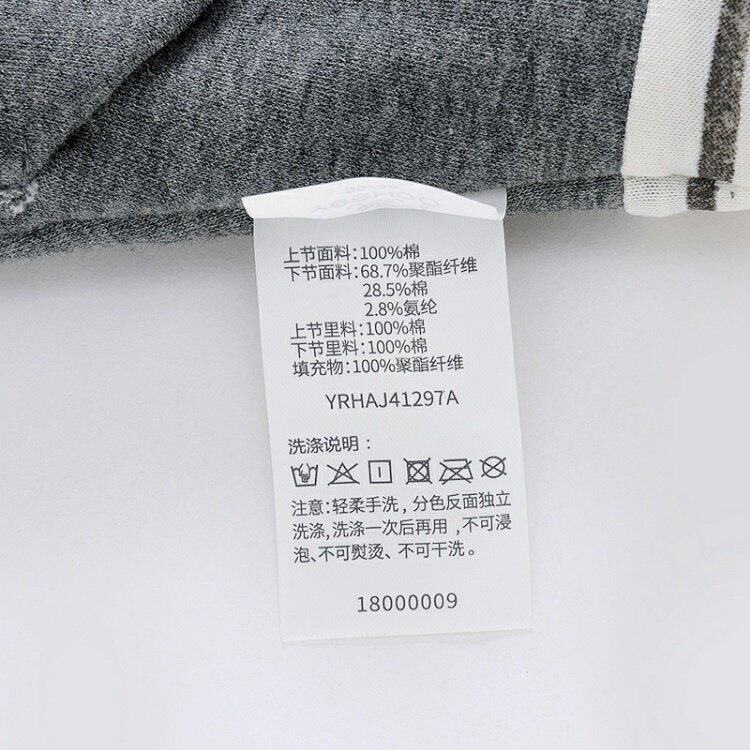 上节面料:100%棉
下节面料:68.7%聚酯纤维
28.5%棉
2.8%氨纶
上节里料:100%棉
下节里料:100%棉
填充物:100%聚酯纤维
YRHAJ41297A
洗涤说明:
注意:轻柔手洗,分色反面独立
洗涤,洗涤一次后再用,不可浸
泡、不可熨烫、不可干洗。
18000009